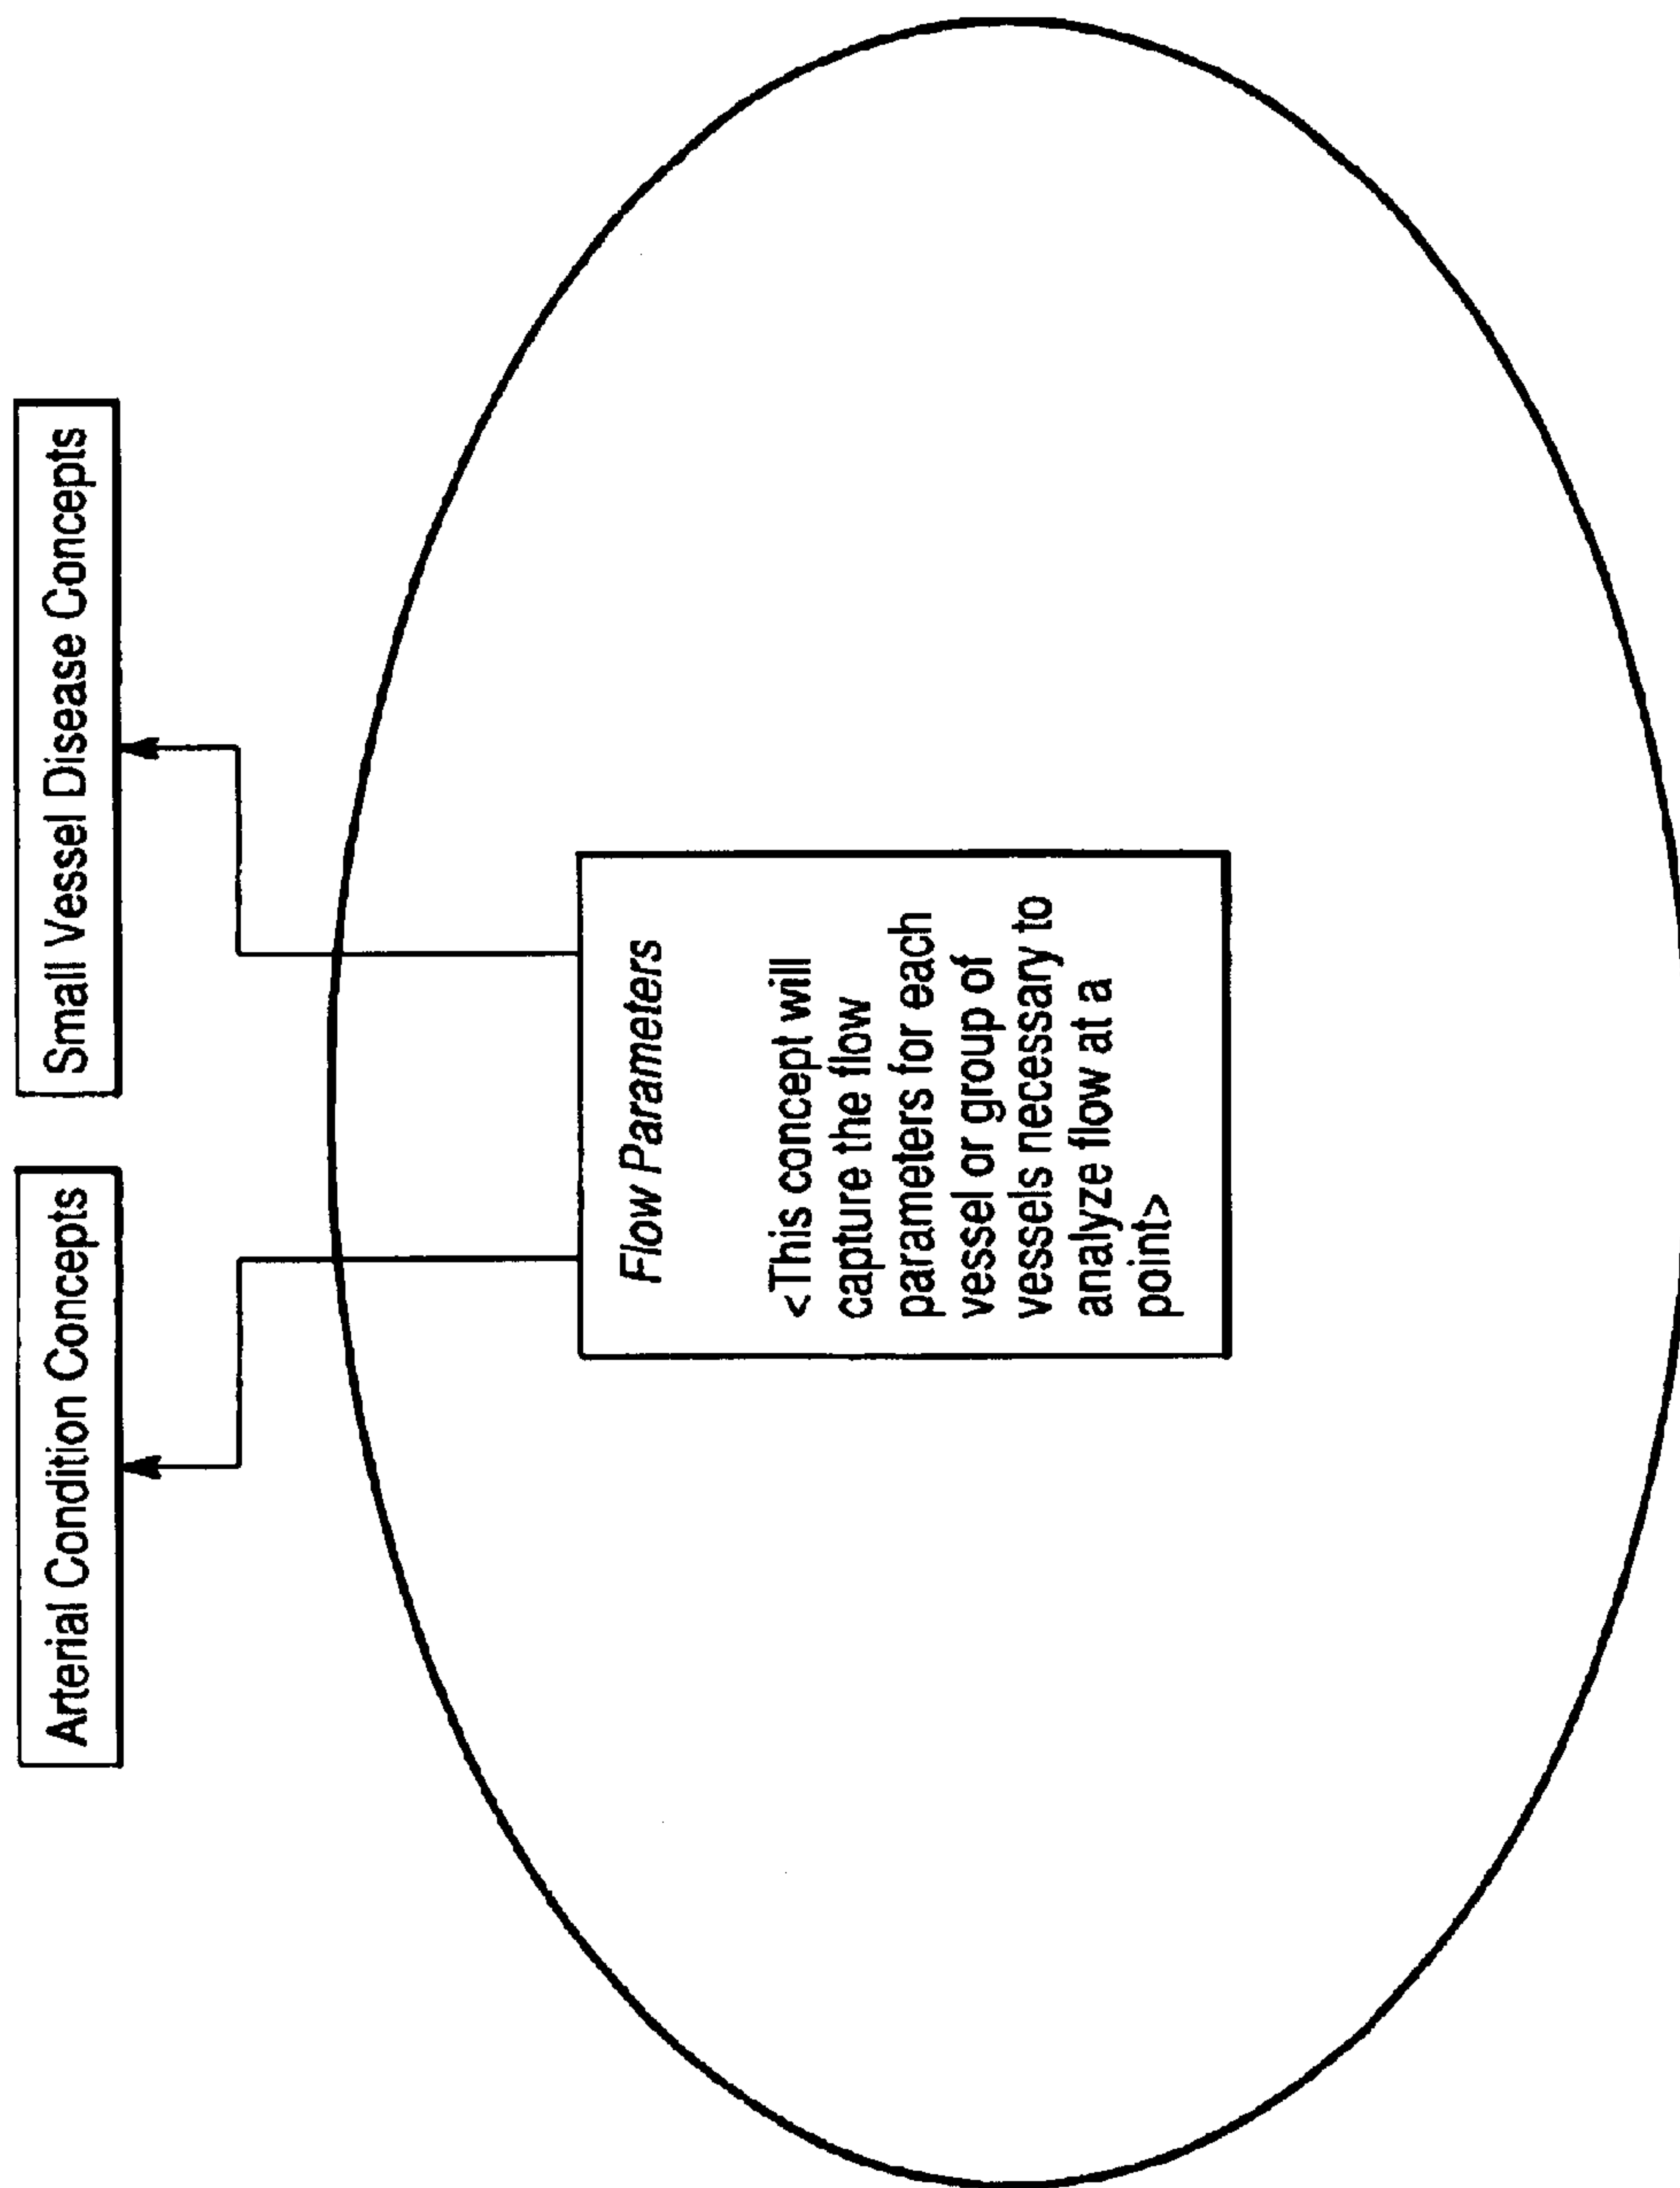 Arterial Condition Concepts
Small Vessel Disease Concepts
Flow Parameters
<This concept will
capture the flow
parameters for each
vessel or group of
vessels necessary to
analyze flow at a
point>